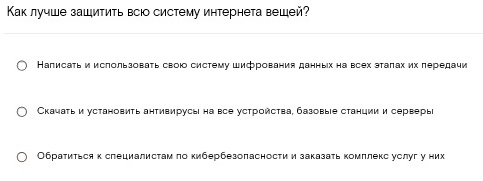 Как лучше защитить всю систему интернета вещей?
Написать и использовать свою систему шифрования данных на всех этапах их передачи
Скачать и установить антивирусы на все устройства, базовые станции и серверы
Обратиться к специалистам по кибербезопасности и заказать комплекс услуг у них